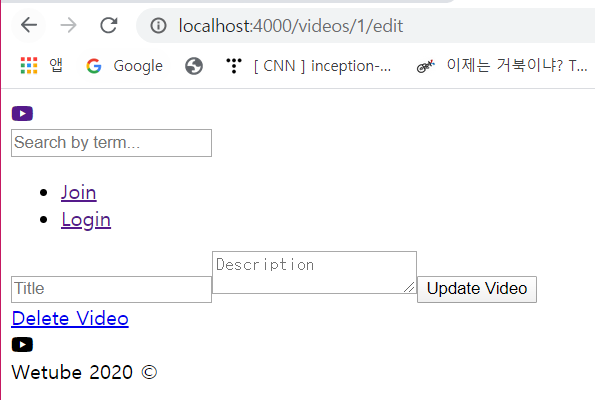 localhost:4000/videos/1/edit
앱 Google [ CNN ] inception-... 이제는 거북이냐? T...
Search by term...
Join
Login
Title Description Update Video
Delete Video
Wetube 2020 ©